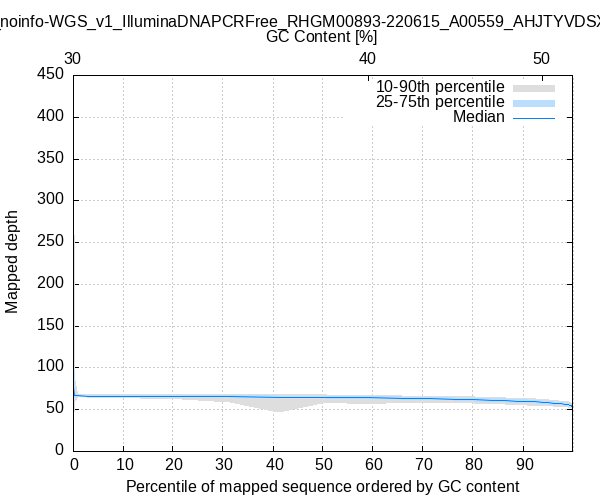 _noinfo-WGS_v1_IlluminaDNAPCRFree_RHGM00893-220615_A00559_AHJTYVDSX
GC Content [%]
30 40 50
10-90th percentile
25-75th percentile
Median
450
400
350
300
250
200
150
100
50
0
Mapped depth
0 10 20 30 40 50 60 70 80 90
Percentile of mapped sequence ordered by GC content